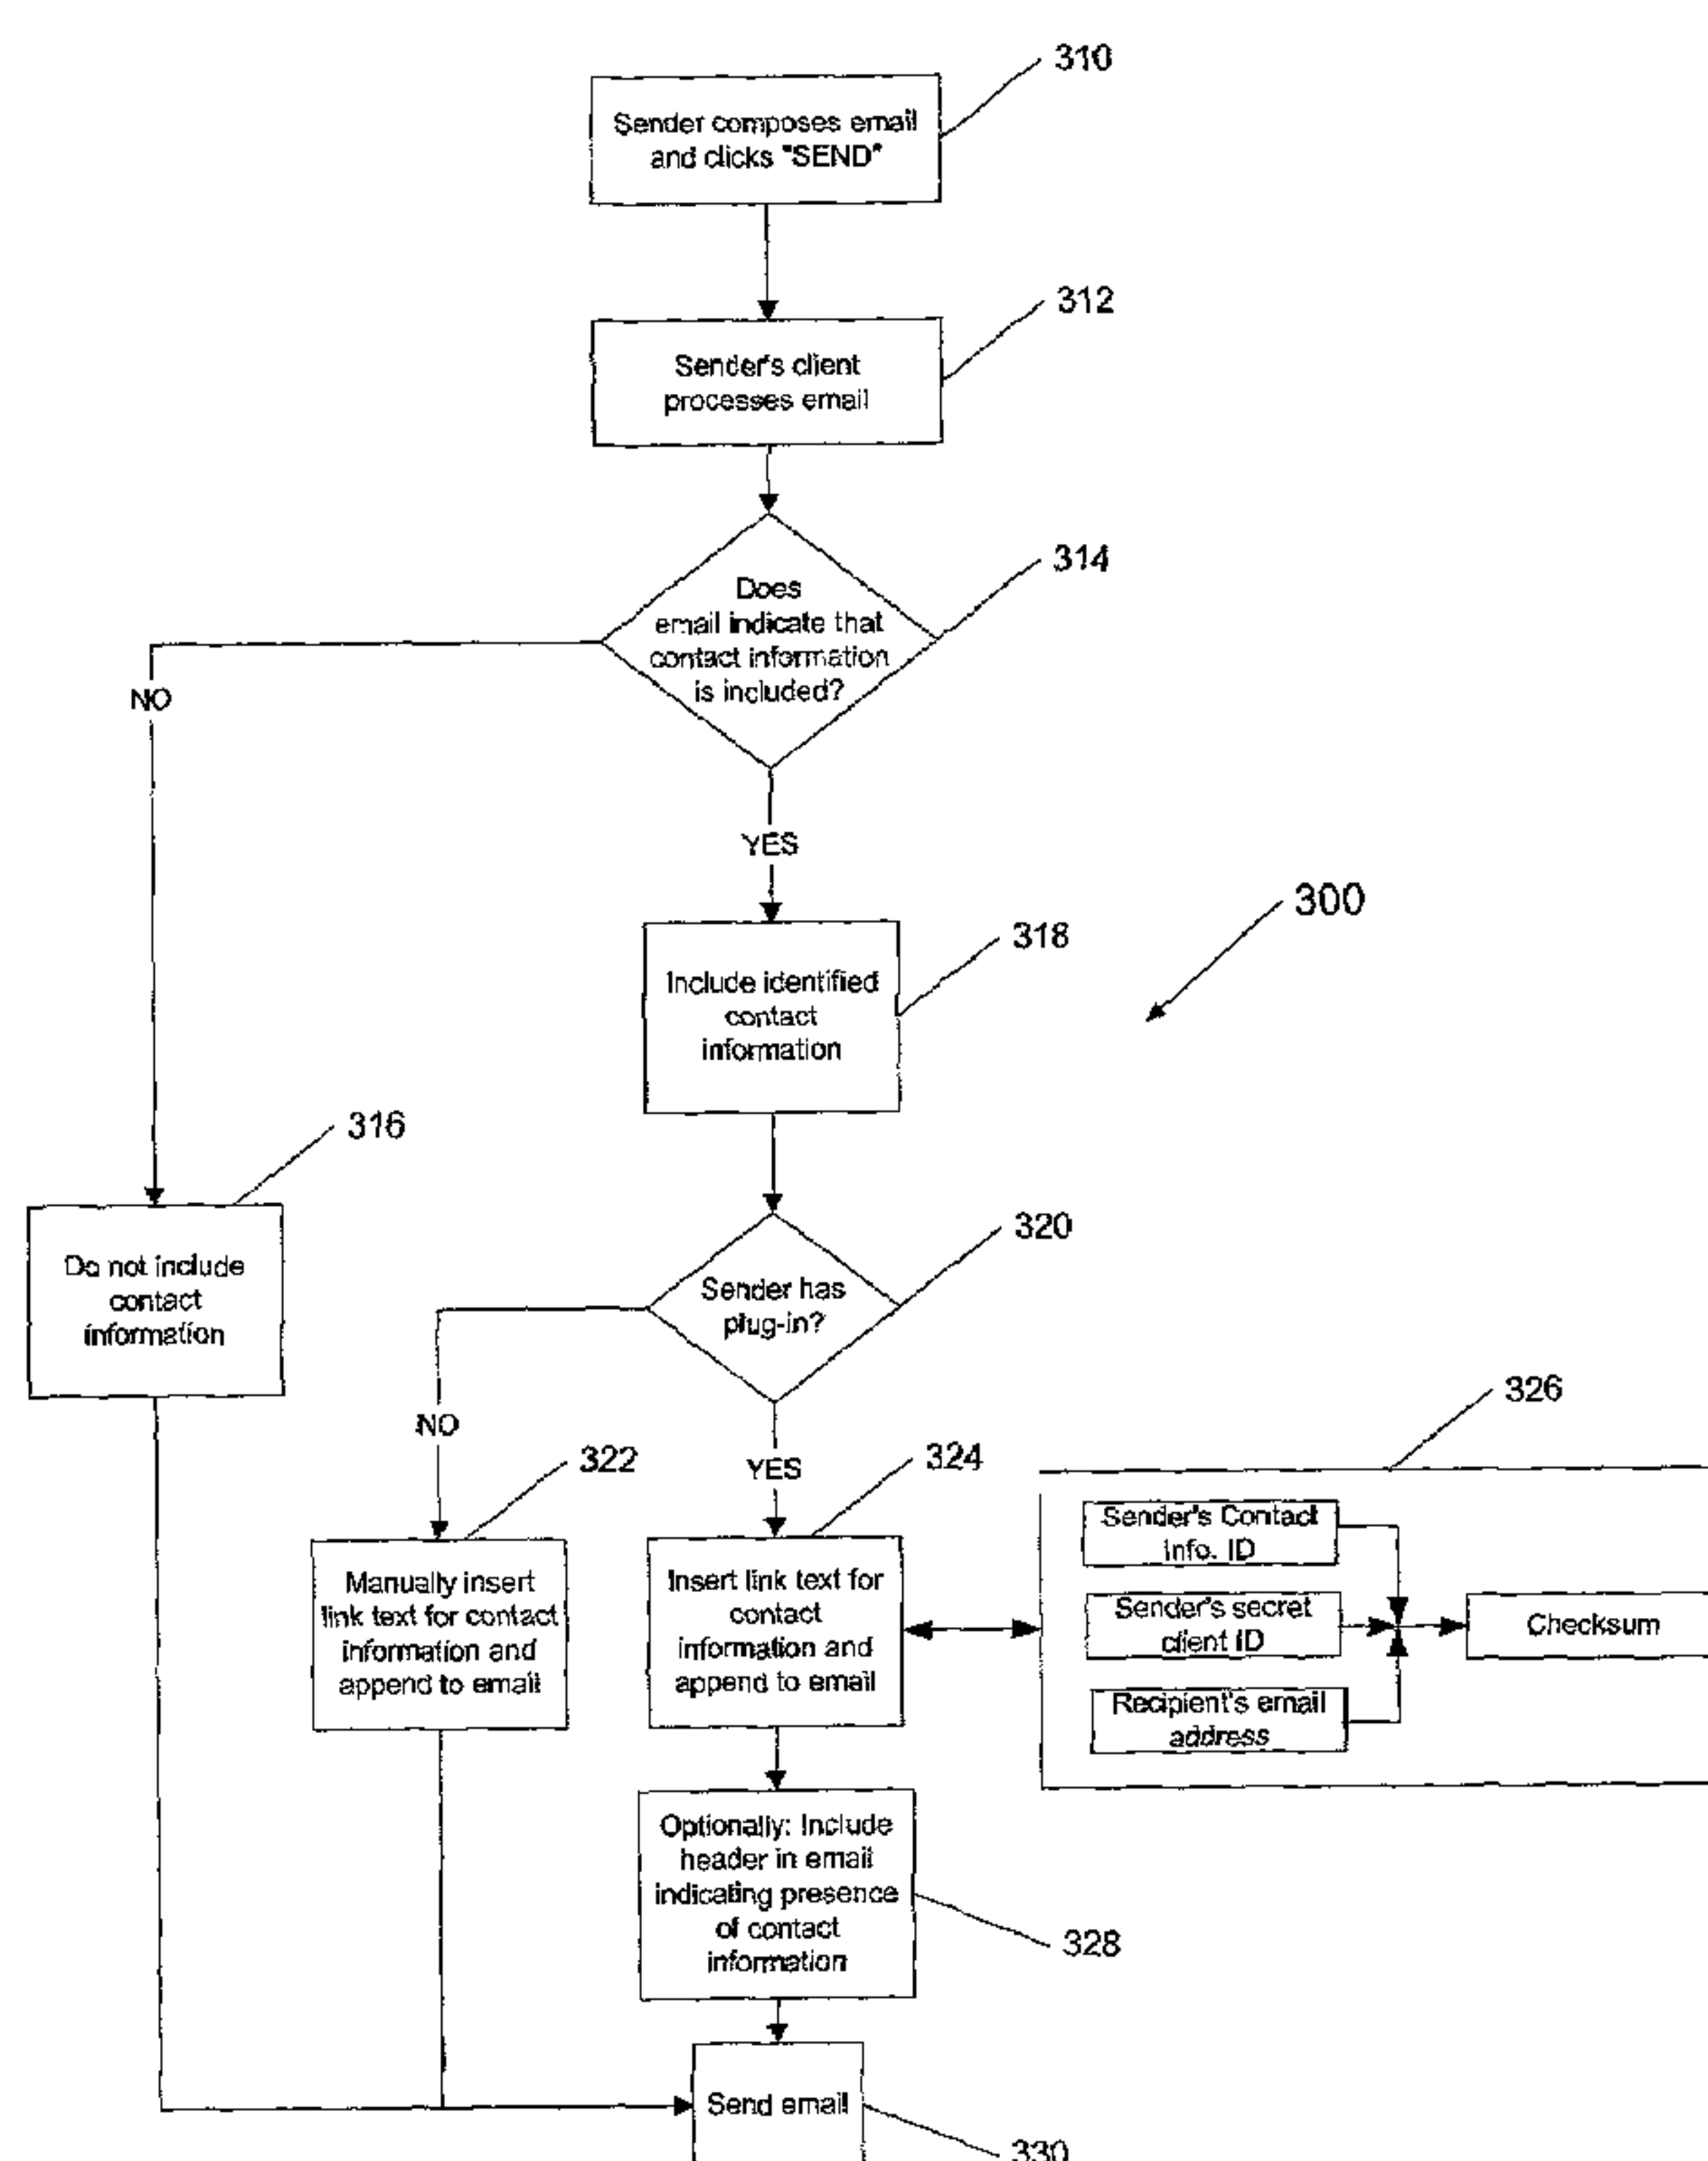 310
Sender composes email
and clicks "SEND"
312
Sender's client
processes email
314
Does
email indicate that
contact information
is included?
NO
YES
300
318
Include identified
contact
information
316
Do not include
contact
information
320
Sender has
plug-in?
NO
YES
322
Manually insert
link text for contact
information and
append to email
324
Insert link text for
contact
information and
append to email
326
Sender's Contact
Info. ID
Sender's secret
client ID
Recipient's email
address
Checksum
Optionally: Include
header in email
indicating presence
of contact
information
328
Send email
330